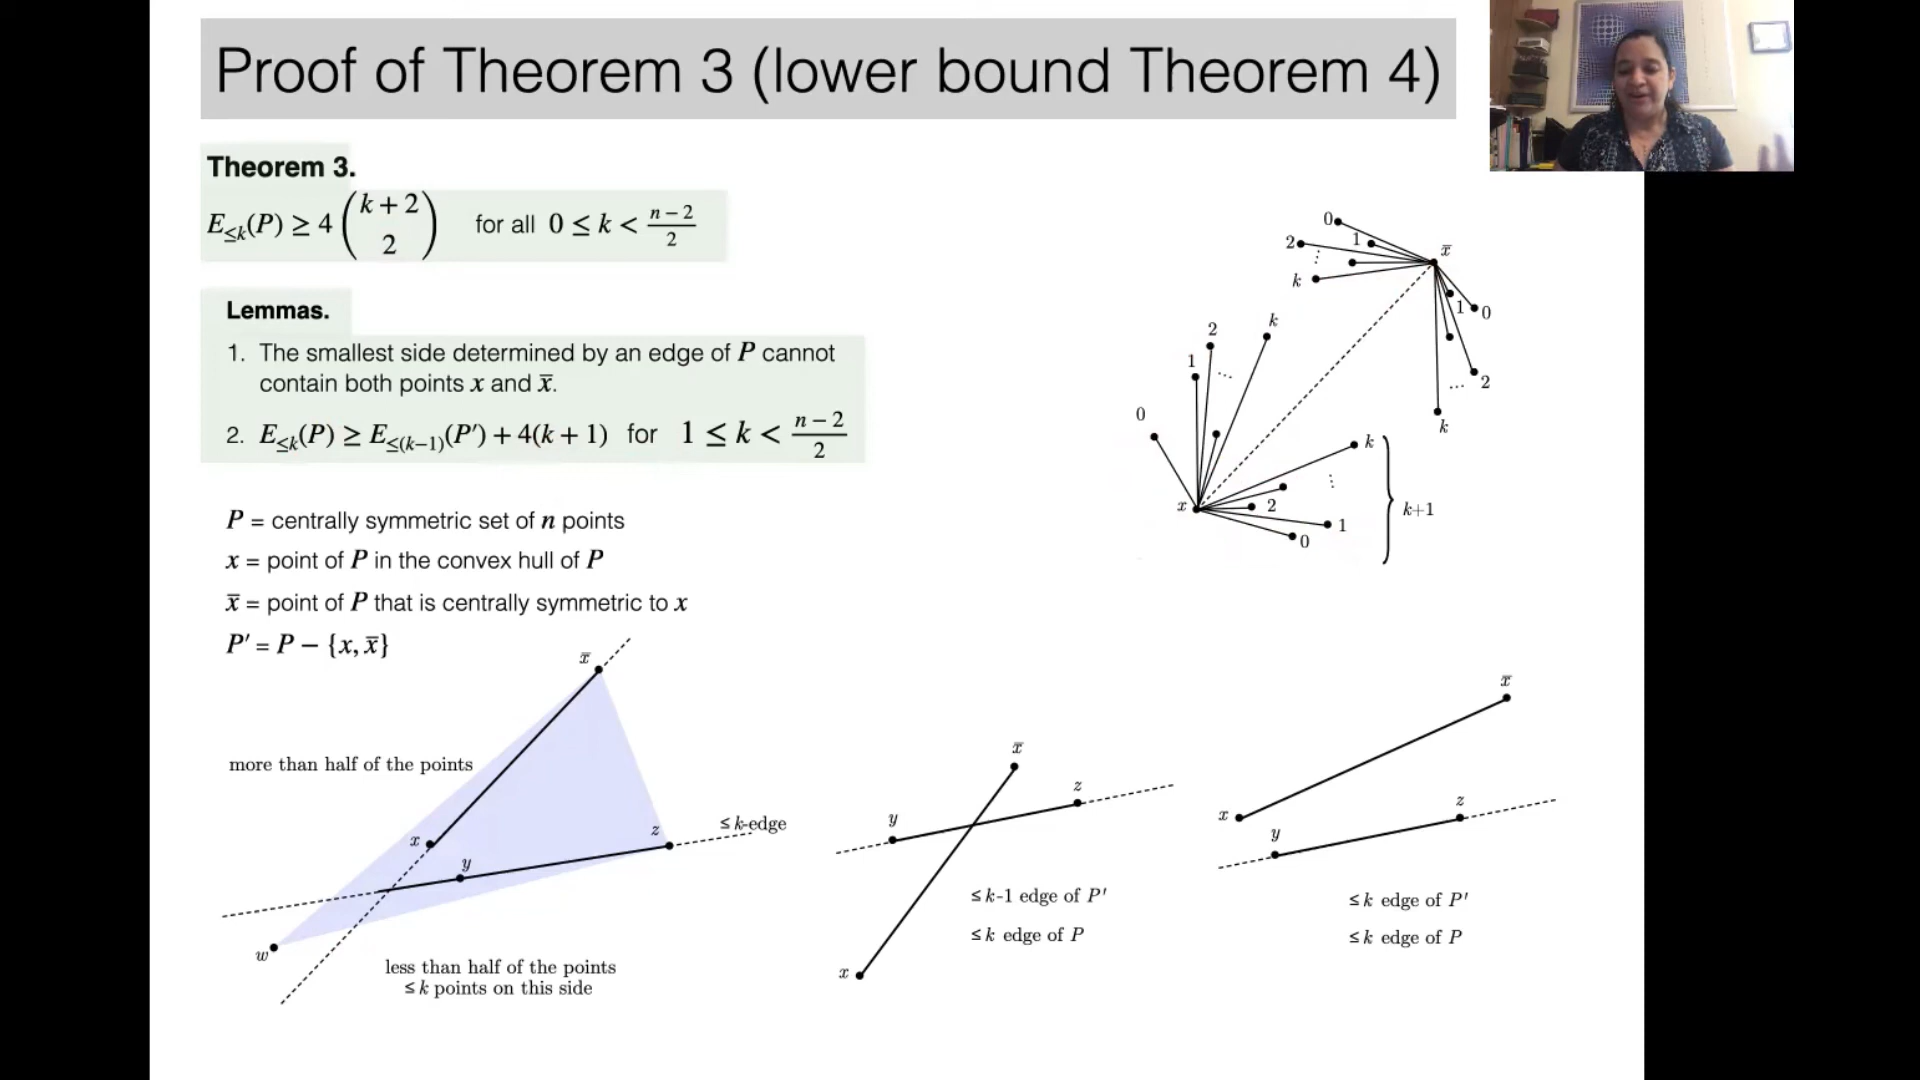 Proof of Theorem 3 (lower bound Theorem 4)
Theorem 3.
E≤k(P) ≥ 4 (k + 2 2) for all 0 ≤ k < n − 2 / 2
Lemmas.
1. The smallest side determined by an edge of P cannot
contain both points x and x̅.
2. E≤k(P) ≥ E≤(k−1)(P′) + 4(k + 1) for 1 ≤ k < n − 2 / 2
P = centrally symmetric set of n points
x = point of P in the convex hull of P
x̅ = point of P that is centrally symmetric to x
P′ = P − {x, x̅}
0
2
1
x̅
⋮
k
1
0
2
k
1
⋯
2
⋯
0
k
k
⋮
x
2
k+1
1
0
x̅
more than half of the points
x
y
z
≤ k-edge
w
less than half of the points
≤ k points on this side
x̅
z
y
≤ k-1 edge of P′
≤ k edge of P
x
x̅
x
z
y
≤ k edge of P′
≤ k edge of P